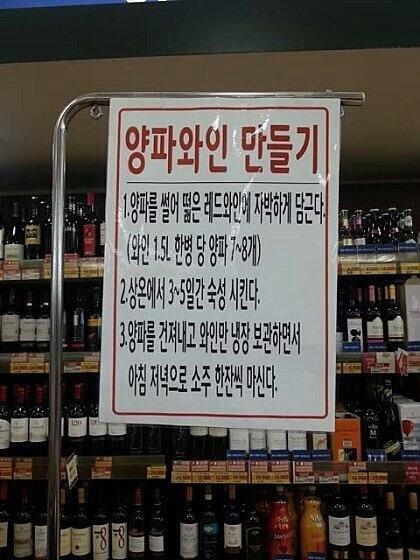 양파와인 만들기
1.양파를 썰어 떫은 레드와인에 자박하게 담근다.
(와인 1.5L 한병 당 양파 7~8개)
2.상온에서 3~5일간 숙성 시킨다.
3.양파를 건져내고 와인만 냉장 보관하면서
아침 저녁으로 소주 한잔씩 마신다.